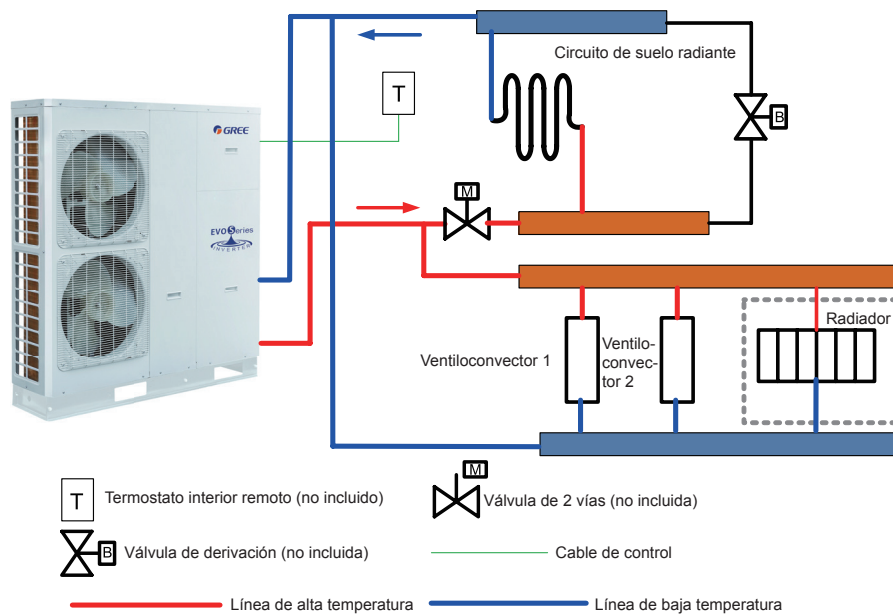 Circuito de suelo radiante
T
B
GREE
M
EVO Series
INVERTER
Radiador
Ventiloconvector 1
Ventilo-
convec-
tor 2
T
Termostato interior remoto (no incluido)
M
Válvula de 2 vías (no incluida)
B
Válvula de derivación (no incluida)
Cable de control
Línea de alta temperatura
Línea de baja temperatura